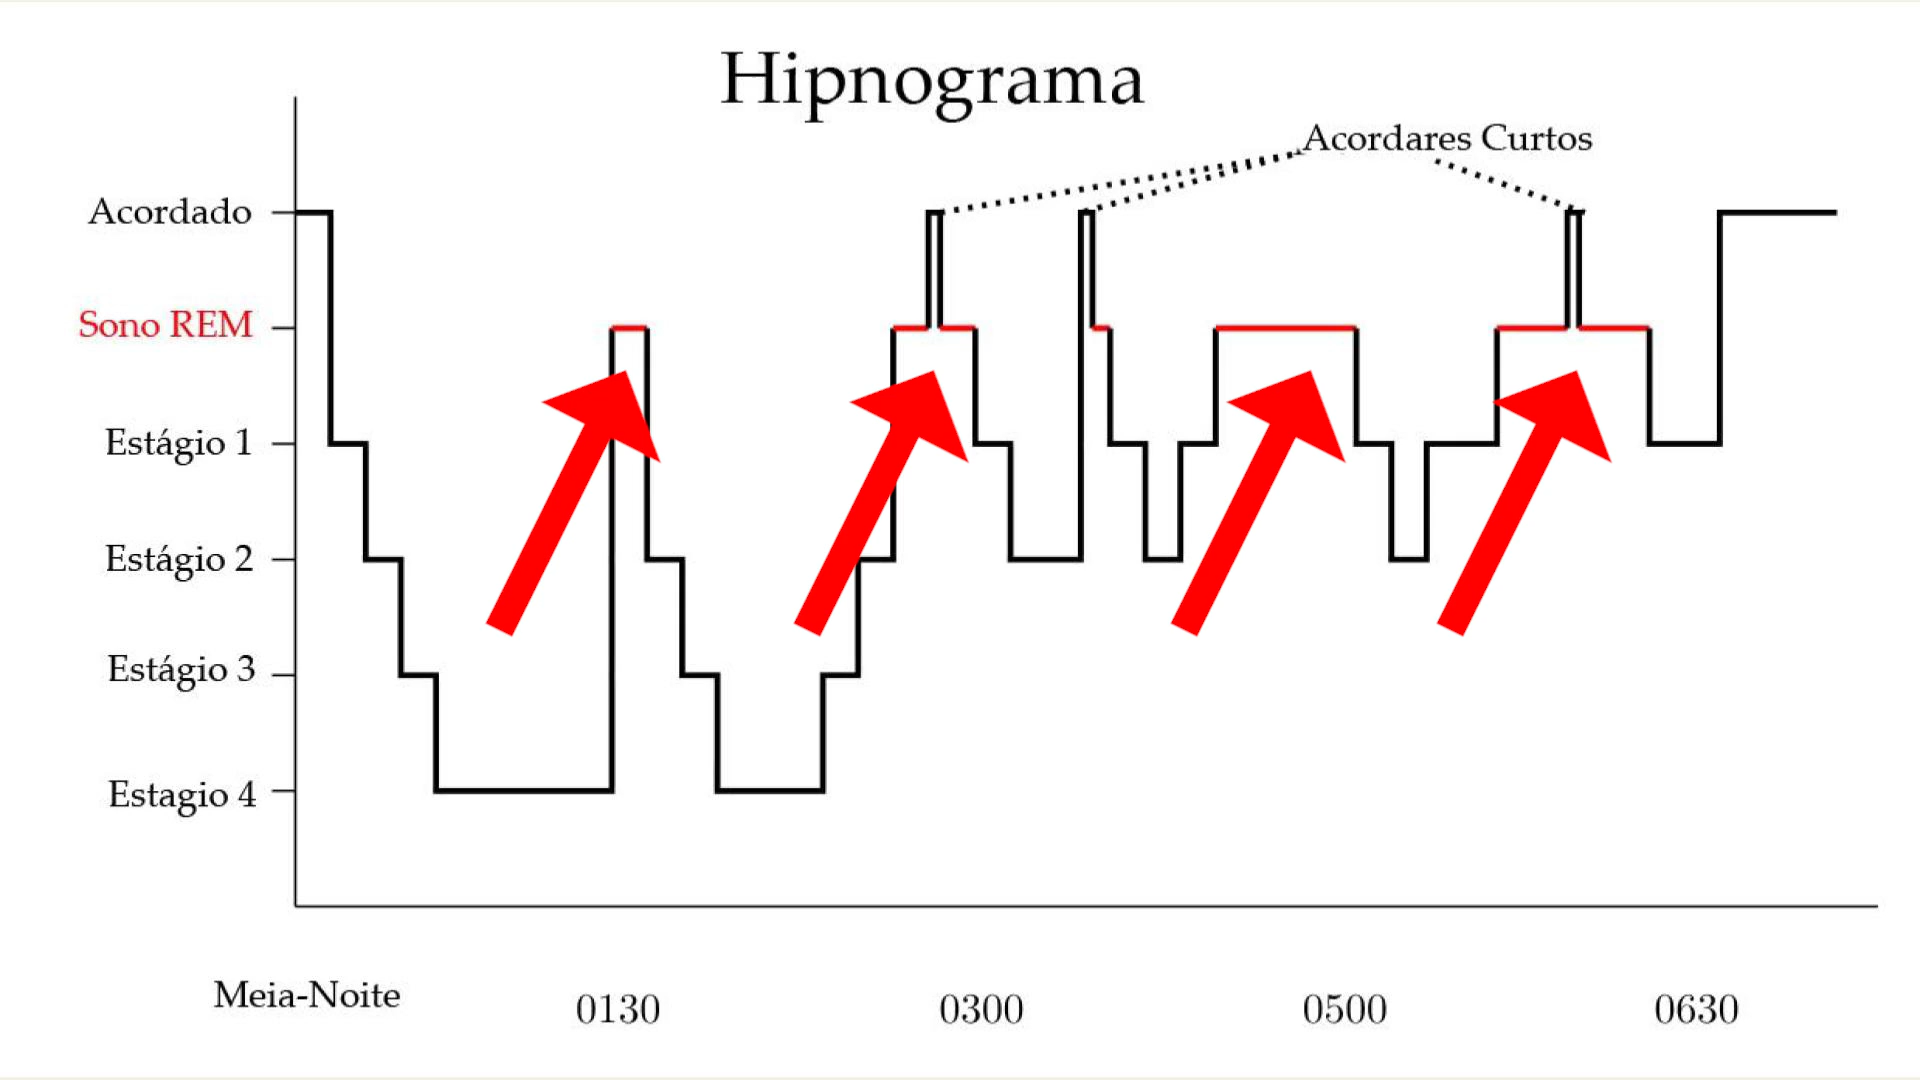 Hipnograma
Acordares Curtos
Acordado
Sono REM
Estágio 1
Estágio 2
Estágio 3
Estagio 4
Meia-Noite
0130
0300
0500
0630